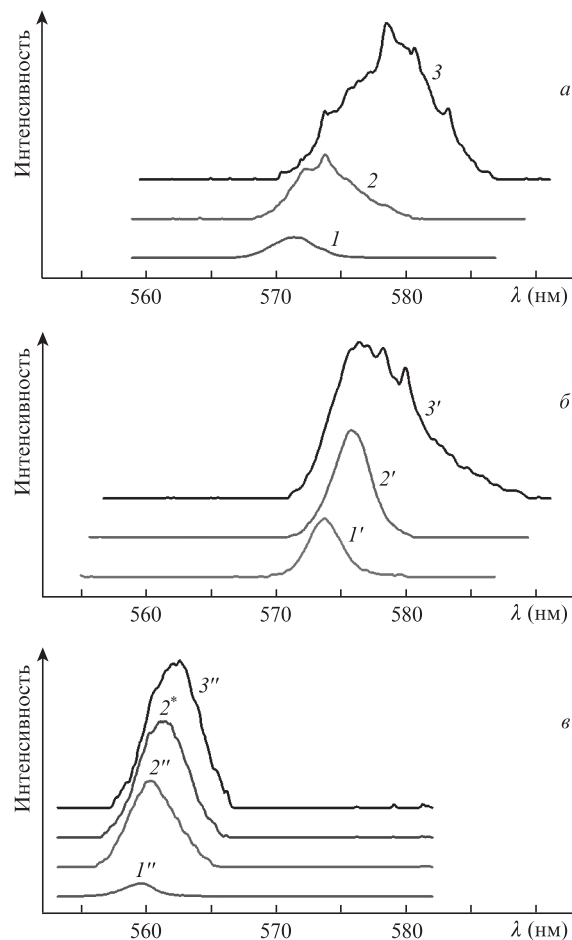 Интенсивность
а
3
2
1
560 570 580 λ (нм)
Интенсивность
б
3'
2'
1'
560 570 580 λ (нм)
Интенсивность
в
3''
2*
2''
1''
560 570 580 λ (нм)